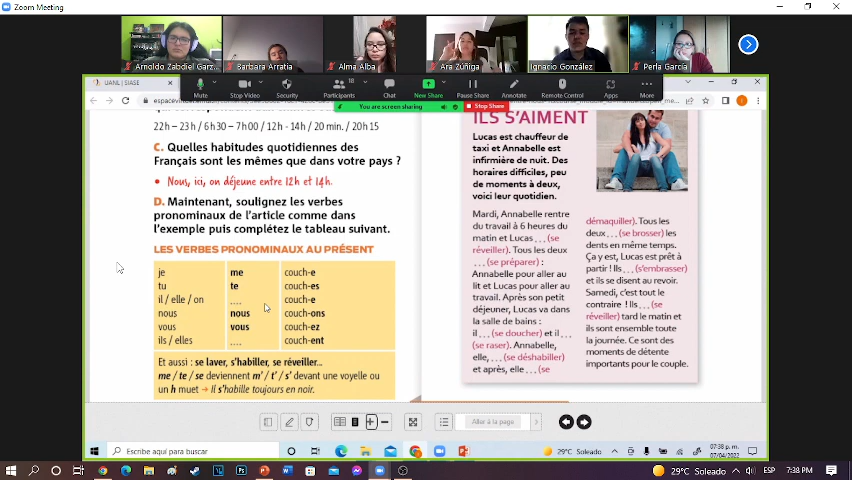 Zoom Meeting
Arnoldo Zabdiel Garz...
Barbara Arratia
Alma Alba
Ara Zúñiga
Ignacio González
Perla García
UANL | SIASE
Mute
Stop Video
Security
Participants
18
Chat
New Share
Pause Share
Annotate
Remote Control
Apps
More
You are screen sharing
Stop Share
22h – 23h / 6h30 – 7h00 / 12h - 14h / 20 min. / 20h15
C. Quelles habitudes quotidiennes des
Français sont les mêmes que dans votre pays ?
• Nous, ici, on déjeune entre 12h et 14h.
D. Maintenant, soulignez les verbes
pronominaux de l'article comme dans
l'exemple puis complétez le tableau suivant.
LES VERBES PRONOMINAUX AU PRÉSENT
je me couch-e
tu te couch-es
il / elle / on .... couch-e
nous nous couch-ons
vous vous couch-ez
ils / elles .... couch-ent
Et aussi : se laver, s'habiller, se réveiller...
me / te / se deviennent m' / t' / s' devant une voyelle ou
un h muet → Il s'habille toujours en noir.
ILS S'AIMENT
Lucas est chauffeur de
taxi et Annabelle est
infirmière de nuit. Des
horaires difficiles, peu
de moments à deux,
voici leur quotidien.
Mardi, Annabelle rentre
du travail à 6 heures du
matin et Lucas ... (se
réveiller). Tous les deux
... (se préparer) :
Annabelle pour aller au
lit et Lucas pour aller au
travail. Après son petit
déjeuner, Lucas va dans
la salle de bains :
il ... (se doucher) et il ...
(se raser). Annabelle,
elle, ... (se déshabiller)
et après, elle ... (se
démaquiller). Tous les
deux ... (se brosser) les
dents en même temps.
Ça y est, Lucas est prêt à
partir ! Ils ... (s'embrasser)
et ils se disent au revoir.
Samedi, c'est tout le
contraire ! Ils ... (se
réveiller) tard le matin et
ils sont ensemble toute
la journée. Ce sont des
moments de détente
importants pour le couple.
Aller à la page
Escribe aquí para buscar
29°C Soleado
07:38 p. m.
07/04/2022
29°C Soleado
ESP
7:38 PM